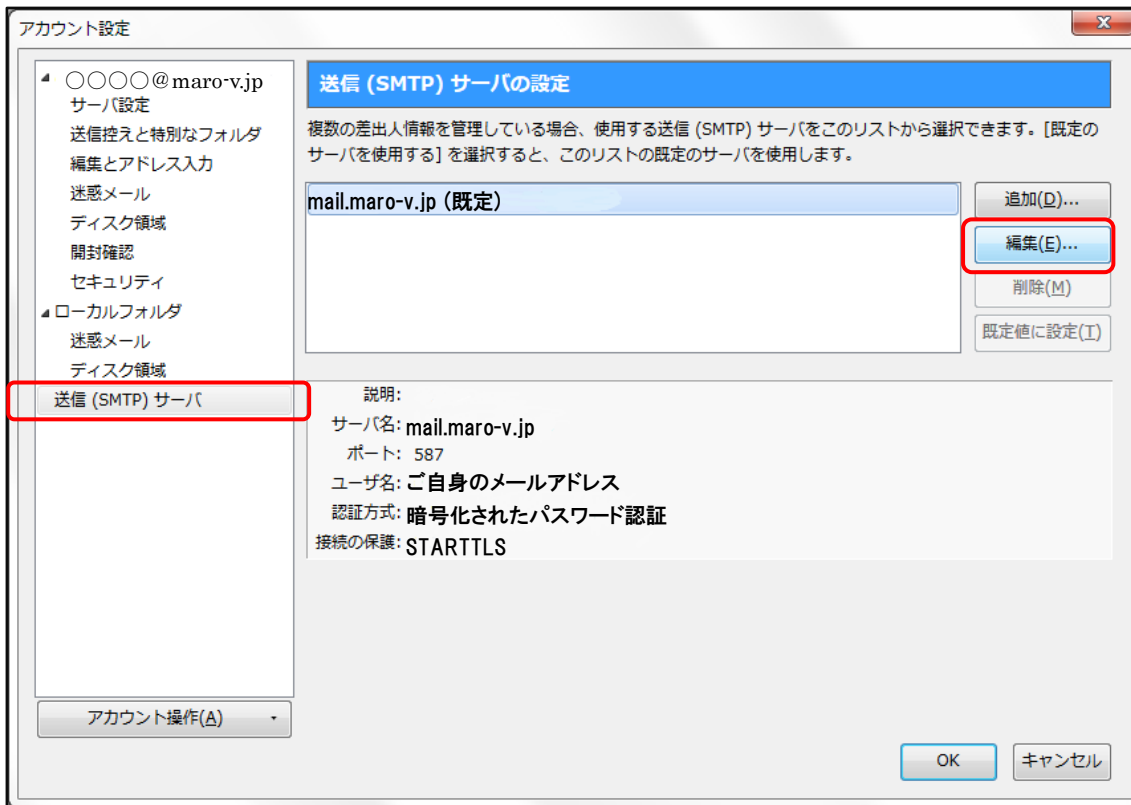 アカウント設定
〇〇〇〇@maro-v.jp
サーバ設定
送信控えと特別なフォルダ
編集とアドレス入力
迷惑メール
ディスク領域
開封確認
セキュリティ
ローカルフォルダ
迷惑メール
ディスク領域
送信 (SMTP) サーバ
アカウント操作(A)
送信 (SMTP) サーバの設定
複数の差出人情報を管理している場合、使用する送信 (SMTP) サーバをこのリストから選択できます。[既定の
サーバを使用する] を選択すると、このリストの既定のサーバを使用します。
mail.maro-v.jp (既定)
追加(D)...
編集(E)...
削除(M)
既定値に設定(T)
説明:
サーバ名: mail.maro-v.jp
ポート: 587
ユーザ名: ご自身のメールアドレス
認証方式: 暗号化されたパスワード認証
接続の保護: STARTTLS
OK
キャンセル